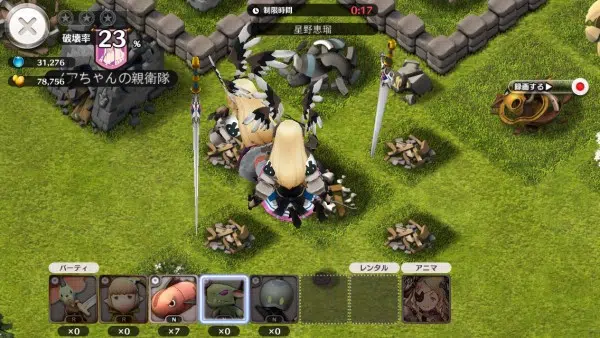 制限時間 0:17
星野恵瑠
破壊率 23 %
31,276
78,756
アちゃんの親衛隊
録画する▶
パーティ
レンタル
アニマ
R
R
N
N
R
×0
×0
×7
×0
×0